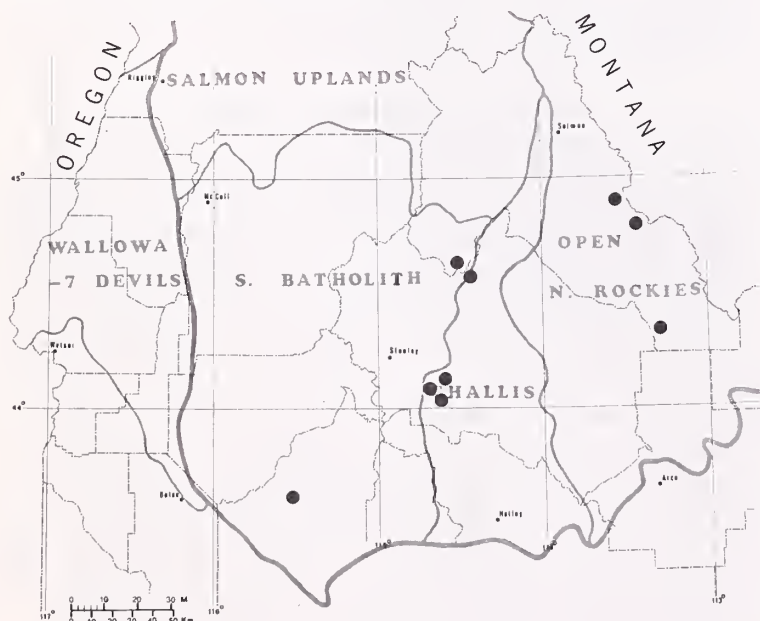 OREGON
MONTANA
Riggins
SALMON UPLANDS
Salmon
45°
McCall
WALLOWA
-7 DEVILS
S. BATHOLITH
OPEN
N. ROCKIES
Weiser
Stanley
CHALLIS
44°
Boise
Hailey
Arco
117°
116°
113°
0 10 20 30 M
0 10 20 30 40 50 Km